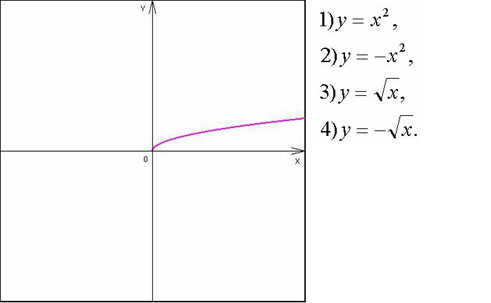 Y
0
X
1) y = x²,
2) y = −x²,
3) y = √x,
4) y = −√x.